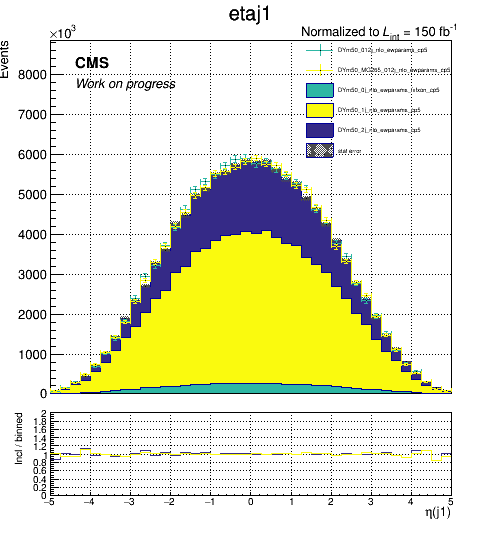 etaj1
Normalized to L_int = 150 fb^-1
×10^3
Events
CMS
Work on progress
DYm50_012j_nlo_ewparams_cp5
DYm50_MG265_012j_nlo_ewparams_cp5
DYm50_1j_nlo_ewparams_cp5
DYm50_2j_nlo_ewparams_cp5
stat error
8000
7000
6000
5000
4000
3000
2000
1000
0
Incl / binned
2
1.8
1.6
1.4
1.2
1
0.8
0.6
0.4
0.2
0
−5 −4 −3 −2 −1 0 1 2 3 4 5
η(j1)